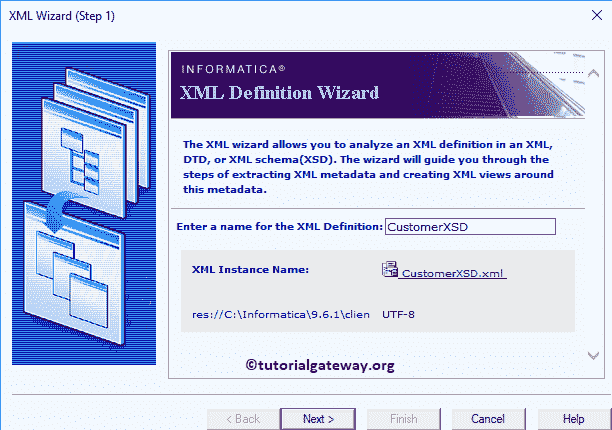 XML Wizard (Step 1)
INFORMATICA®
XML Definition Wizard
The XML wizard allows you to analyze an XML definition in an XML,
DTD, or XML schema(XSD). The wizard will guide you through the
steps of extracting XML metadata and creating XML views around
this metadata.
Enter a name for the XML Definition: CustomerXSD
XML Instance Name: CustomerXSD.xml
res://C:\Informatica\9.6.1\clien UTF-8
©tutorialgateway.org
< Back Next > Finish Cancel Help